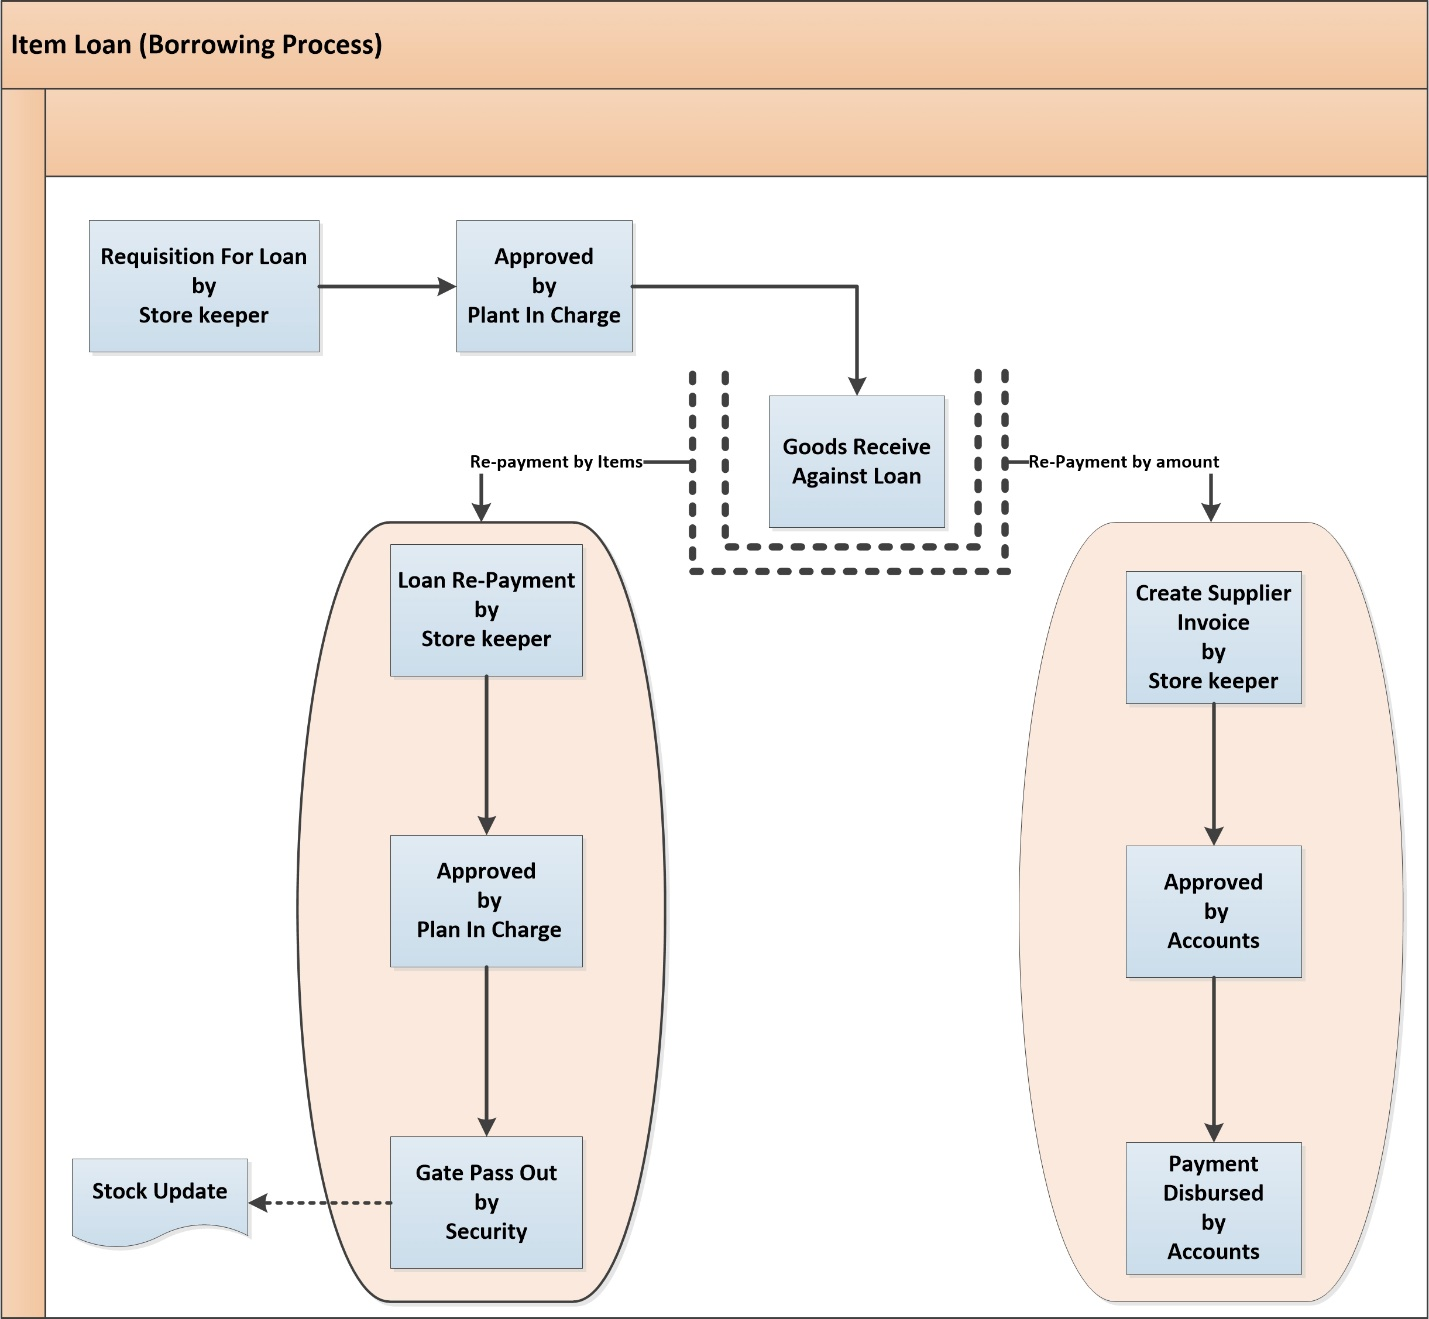 Item Loan (Borrowing Process)
Requisition For Loan
by
Store keeper
Approved
by
Plant In Charge
Goods Receive
Against Loan
Re-payment by Items
Re-Payment by amount
Loan Re-Payment
by
Store keeper
Approved
by
Plan In Charge
Gate Pass Out
by
Security
Stock Update
Create Supplier
Invoice
by
Store keeper
Approved
by
Accounts
Payment
Disbursed
by
Accounts